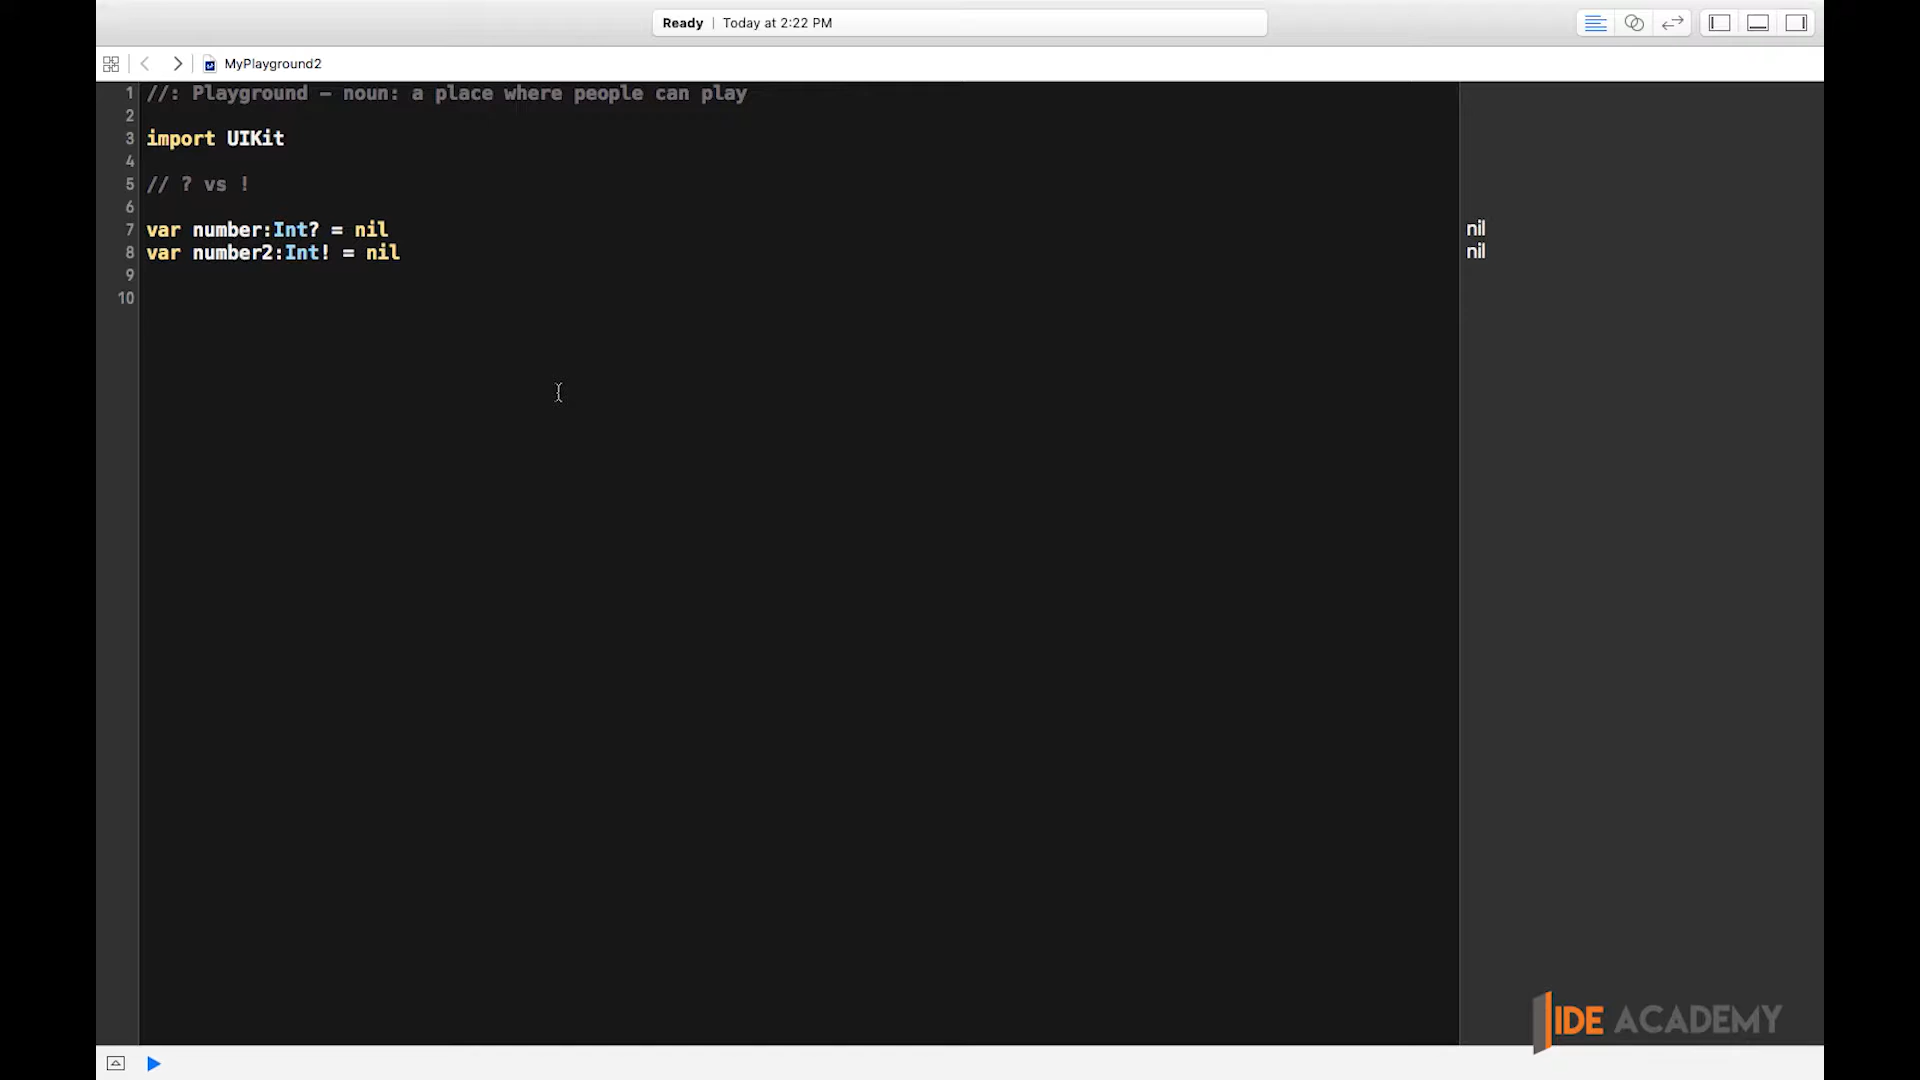 Ready | Today at 2:22 PM
MyPlayground2
1 //: Playground – noun: a place where people can play
2
3 import UIKit
4
5 // ? vs !
6
7 var number:Int? = nil nil
8 var number2:Int! = nil nil
9
10
IDE ACADEMY